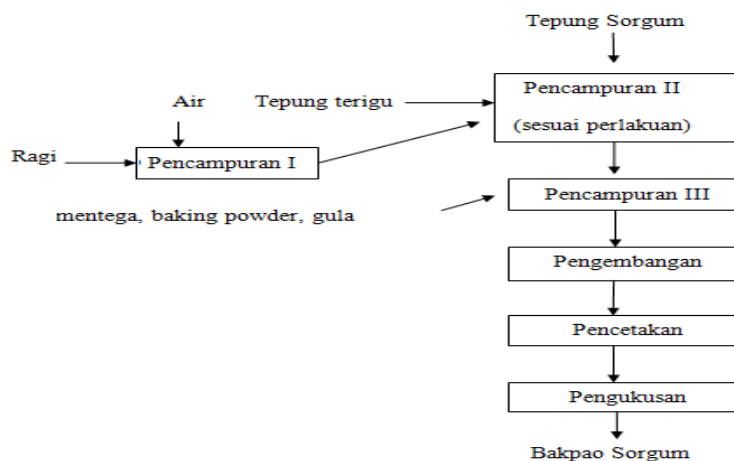 Tepung Sorgum
Air
Tepung terigu
Pencampuran II
(sesuai perlakuan)
Ragi
Pencampuran I
mentega, baking powder, gula
Pencampuran III
Pengembangan
Pencetakan
Pengukusan
Bakpao Sorgum